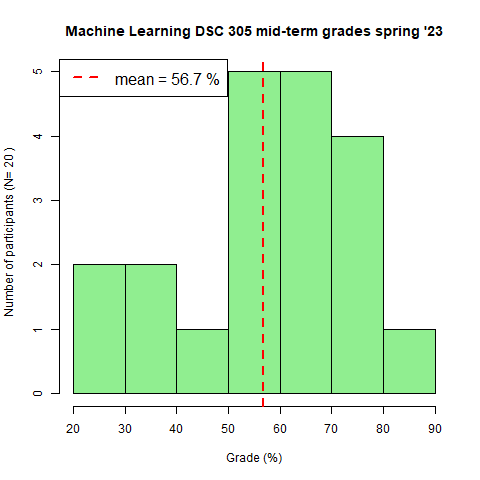 Machine Learning DSC 305 mid-term grades spring '23
mean = 56.7 %
Number of participants (N= 20 )
5
4
3
2
1
0
20 30 40 50 60 70 80 90
Grade (%)